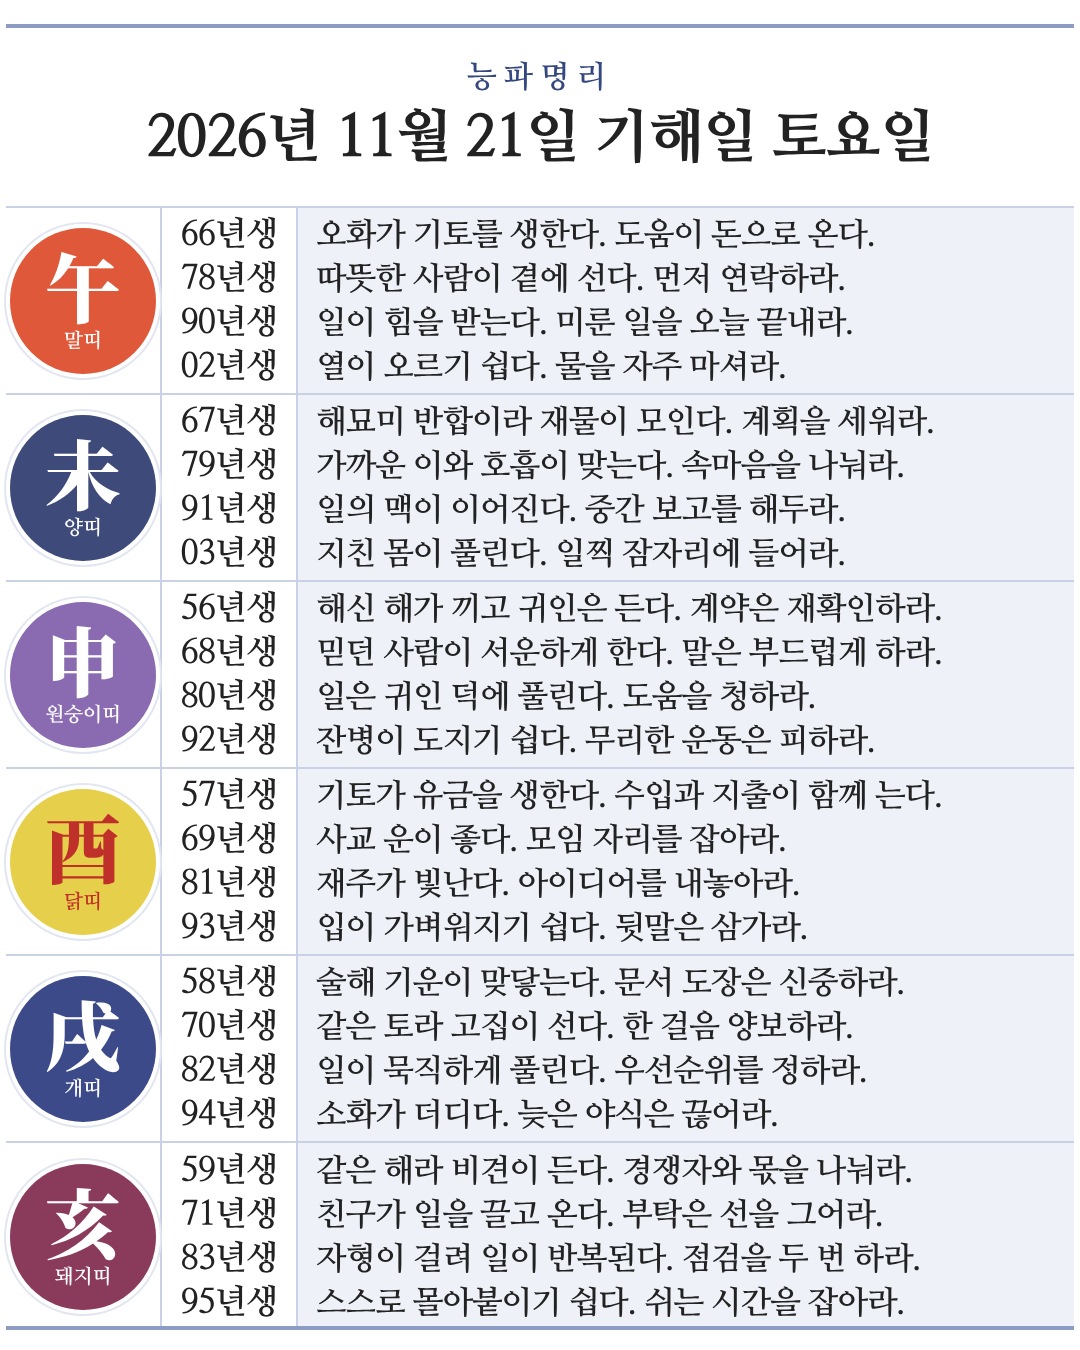 능파명리
2026년 11월 21일 기해일 토요일
午
말띠
66년생 오화가 기토를 생한다. 도움이 돈으로 온다.
78년생 따뜻한 사람이 곁에 선다. 먼저 연락하라.
90년생 일이 힘을 받는다. 미룬 일을 오늘 끝내라.
02년생 열이 오르기 쉽다. 물을 자주 마셔라.
未
양띠
67년생 해묘미 반합이라 재물이 모인다. 계획을 세워라.
79년생 가까운 이와 호흡이 맞는다. 속마음을 나눠라.
91년생 일의 맥이 이어진다. 중간 보고를 해두라.
03년생 지친 몸이 풀린다. 일찍 잠자리에 들어라.
申
원숭이띠
56년생 해신 해가 끼고 귀인은 든다. 계약은 재확인하라.
68년생 믿던 사람이 서운하게 한다. 말은 부드럽게 하라.
80년생 일은 귀인 덕에 풀린다. 도움을 청하라.
92년생 잔병이 도지기 쉽다. 무리한 운동은 피하라.
酉
닭띠
57년생 기토가 유금을 생한다. 수입과 지출이 함께 는다.
69년생 사교 운이 좋다. 모임 자리를 잡아라.
81년생 재주가 빛난다. 아이디어를 내놓아라.
93년생 입이 가벼워지기 쉽다. 뒷말은 삼가라.
戌
개띠
58년생 술해 기운이 맞닿는다. 문서 도장은 신중하라.
70년생 같은 토라 고집이 선다. 한 걸음 양보하라.
82년생 일이 묵직하게 풀린다. 우선순위를 정하라.
94년생 소화가 더디다. 늦은 야식은 끊어라.
亥
돼지띠
59년생 같은 해라 비견이 든다. 경쟁자와 몫을 나눠라.
71년생 친구가 일을 끌고 온다. 부탁은 선을 그어라.
83년생 자형이 걸려 일이 반복된다. 점검을 두 번 하라.
95년생 스스로 몰아붙이기 쉽다. 쉬는 시간을 잡아라.